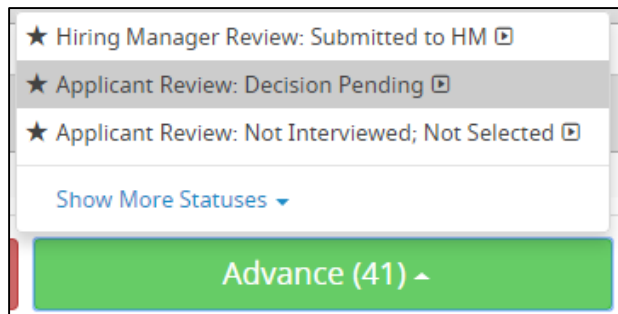 ★ Hiring Manager Review: Submitted to HM
★ Applicant Review: Decision Pending
★ Applicant Review: Not Interviewed; Not Selected
Show More Statuses
Advance (41)